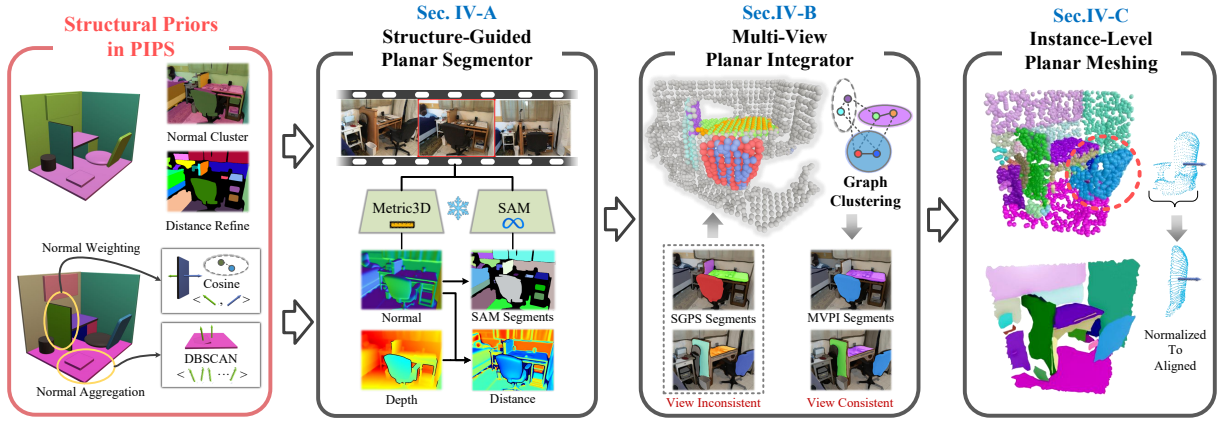 Structural Priors
in PIPS
Normal Cluster
Distance Refine
Normal Weighting
Cosine
< , >
DBSCAN
< ··· >
Normal Aggregation
Sec. IV-A
Structure-Guided
Planar Segmentor
Metric3D
SAM
Normal
SAM Segments
Depth
Distance
Sec.IV-B
Multi-View
Planar Integrator
Graph
Clustering
SGPS Segments
MVPI Segments
View Inconsistent
View Consistent
Sec.IV-C
Instance-Level
Planar Meshing
Normalized
To
Aligned